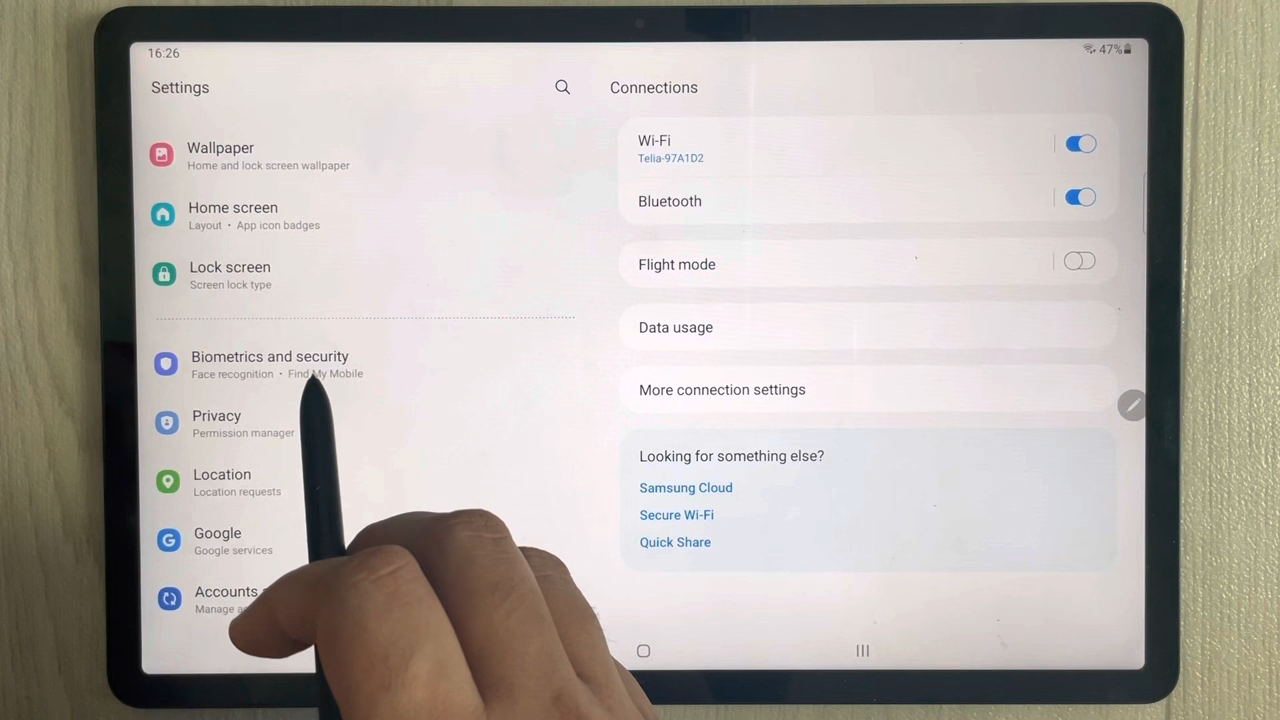 16:26
47%
Settings
Wallpaper
Home and lock screen wallpaper
Home screen
Layout • App icon badges
Lock screen
Screen lock type
Biometrics and security
Face recognition • Find My Mobile
Privacy
Permission manager
Location
Location requests
Google
Google services
Accounts
Manage
Connections
Wi-Fi
Telia-97A1D2
Bluetooth
Flight mode
Data usage
More connection settings
Looking for something else?
Samsung Cloud
Secure Wi-Fi
Quick Share